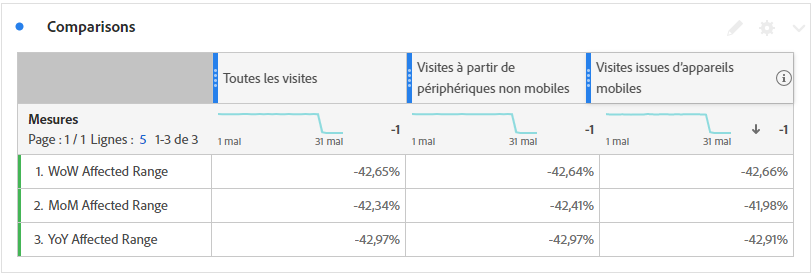 Comparisons
Toutes les visites
Visites à partir de
périphériques non mobiles
Visites issues d'appareils
mobiles
Mesures
Page : 1 / 1 Lignes : 5 1-3 de 3
1 mai 31 mai -1
1 mai 31 mai -1
1 mai 31 mai -1
1. WoW Affected Range -42,65% -42,64% -42,66%
2. MoM Affected Range -42,34% -42,41% -41,98%
3. YoY Affected Range -42,97% -42,97% -42,91%